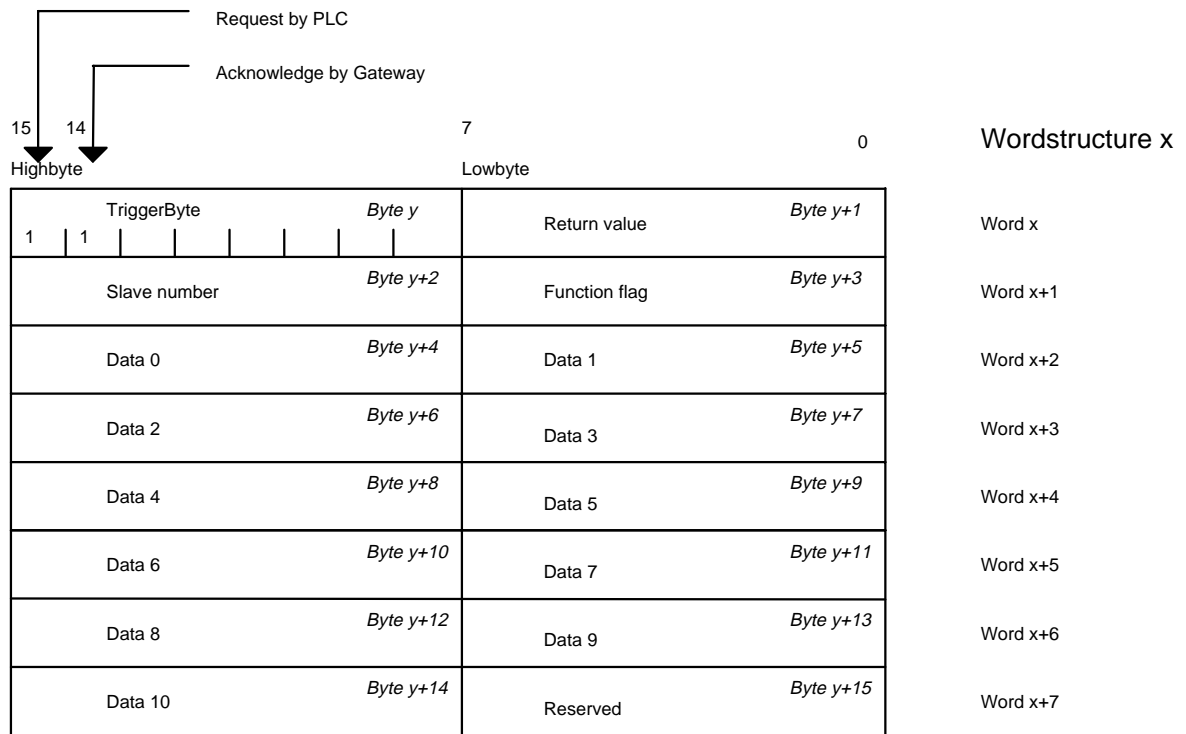 Request by PLC
Acknowledge by Gateway
15 14 7 0 Wordstructure x
Highbyte Lowbyte
TriggerByte Byte y Return value Byte y+1 Word x
1 1
Slave number Byte y+2 Function flag Byte y+3 Word x+1
Data 0 Byte y+4 Data 1 Byte y+5 Word x+2
Data 2 Byte y+6 Data 3 Byte y+7 Word x+3
Data 4 Byte y+8 Data 5 Byte y+9 Word x+4
Data 6 Byte y+10 Data 7 Byte y+11 Word x+5
Data 8 Byte y+12 Data 9 Byte y+13 Word x+6
Data 10 Byte y+14 Reserved Byte y+15 Word x+7